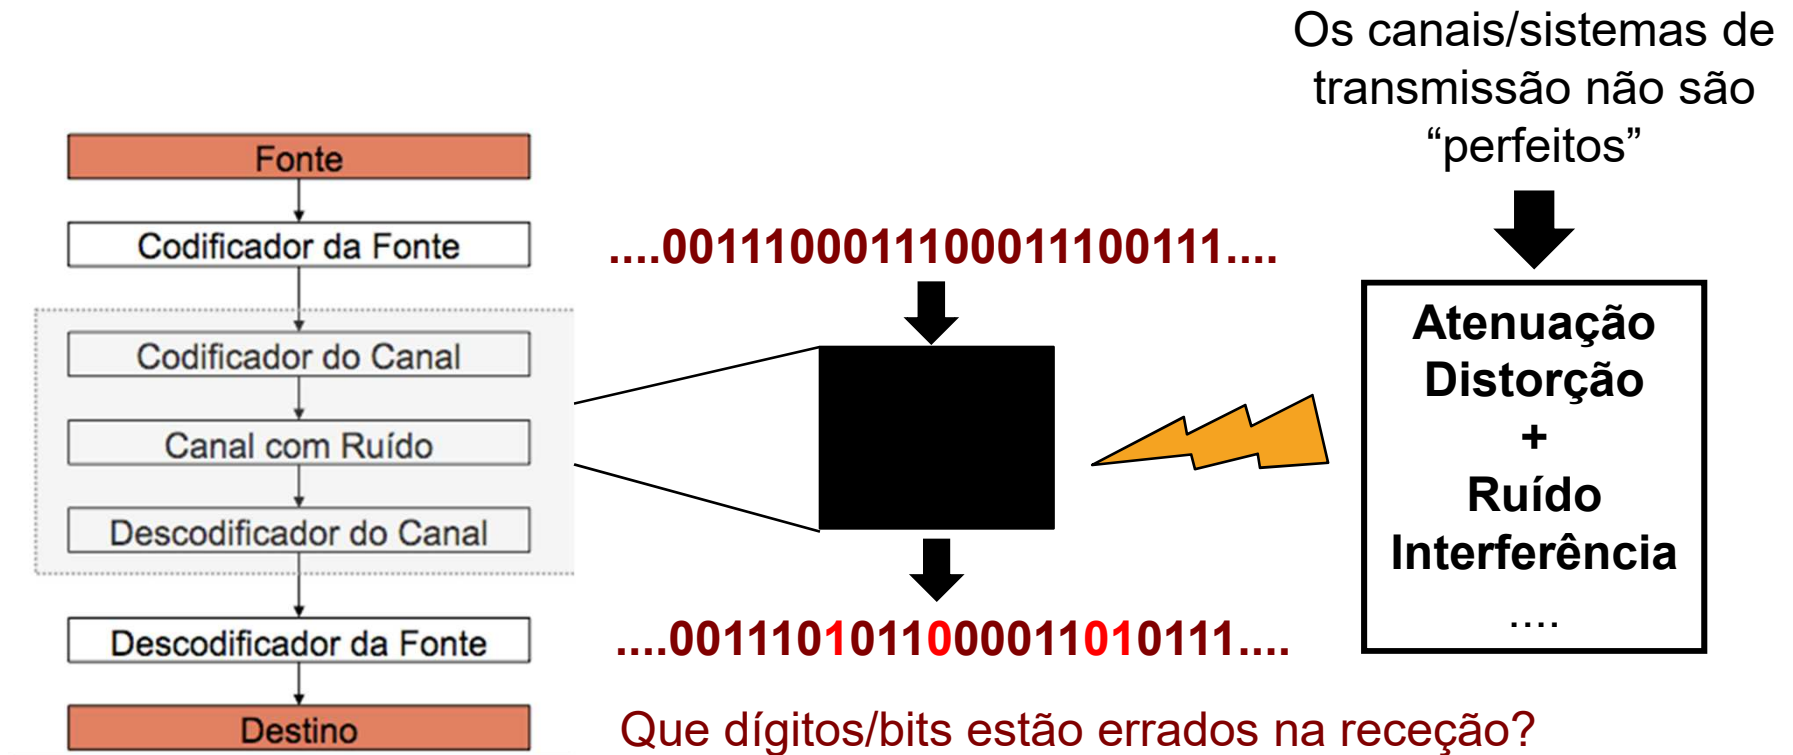 Os canais/sistemas de
transmissão não são
“perfeitos”
Fonte
Codificador da Fonte
Codificador do Canal
Canal com Ruído
Descodificador do Canal
Descodificador da Fonte
Destino
....0011100011100011100111....
....0011101011000011010111....
Atenuação
Distorção
+
Ruído
Interferência
....
Que dígitos/bits estão errados na receção?